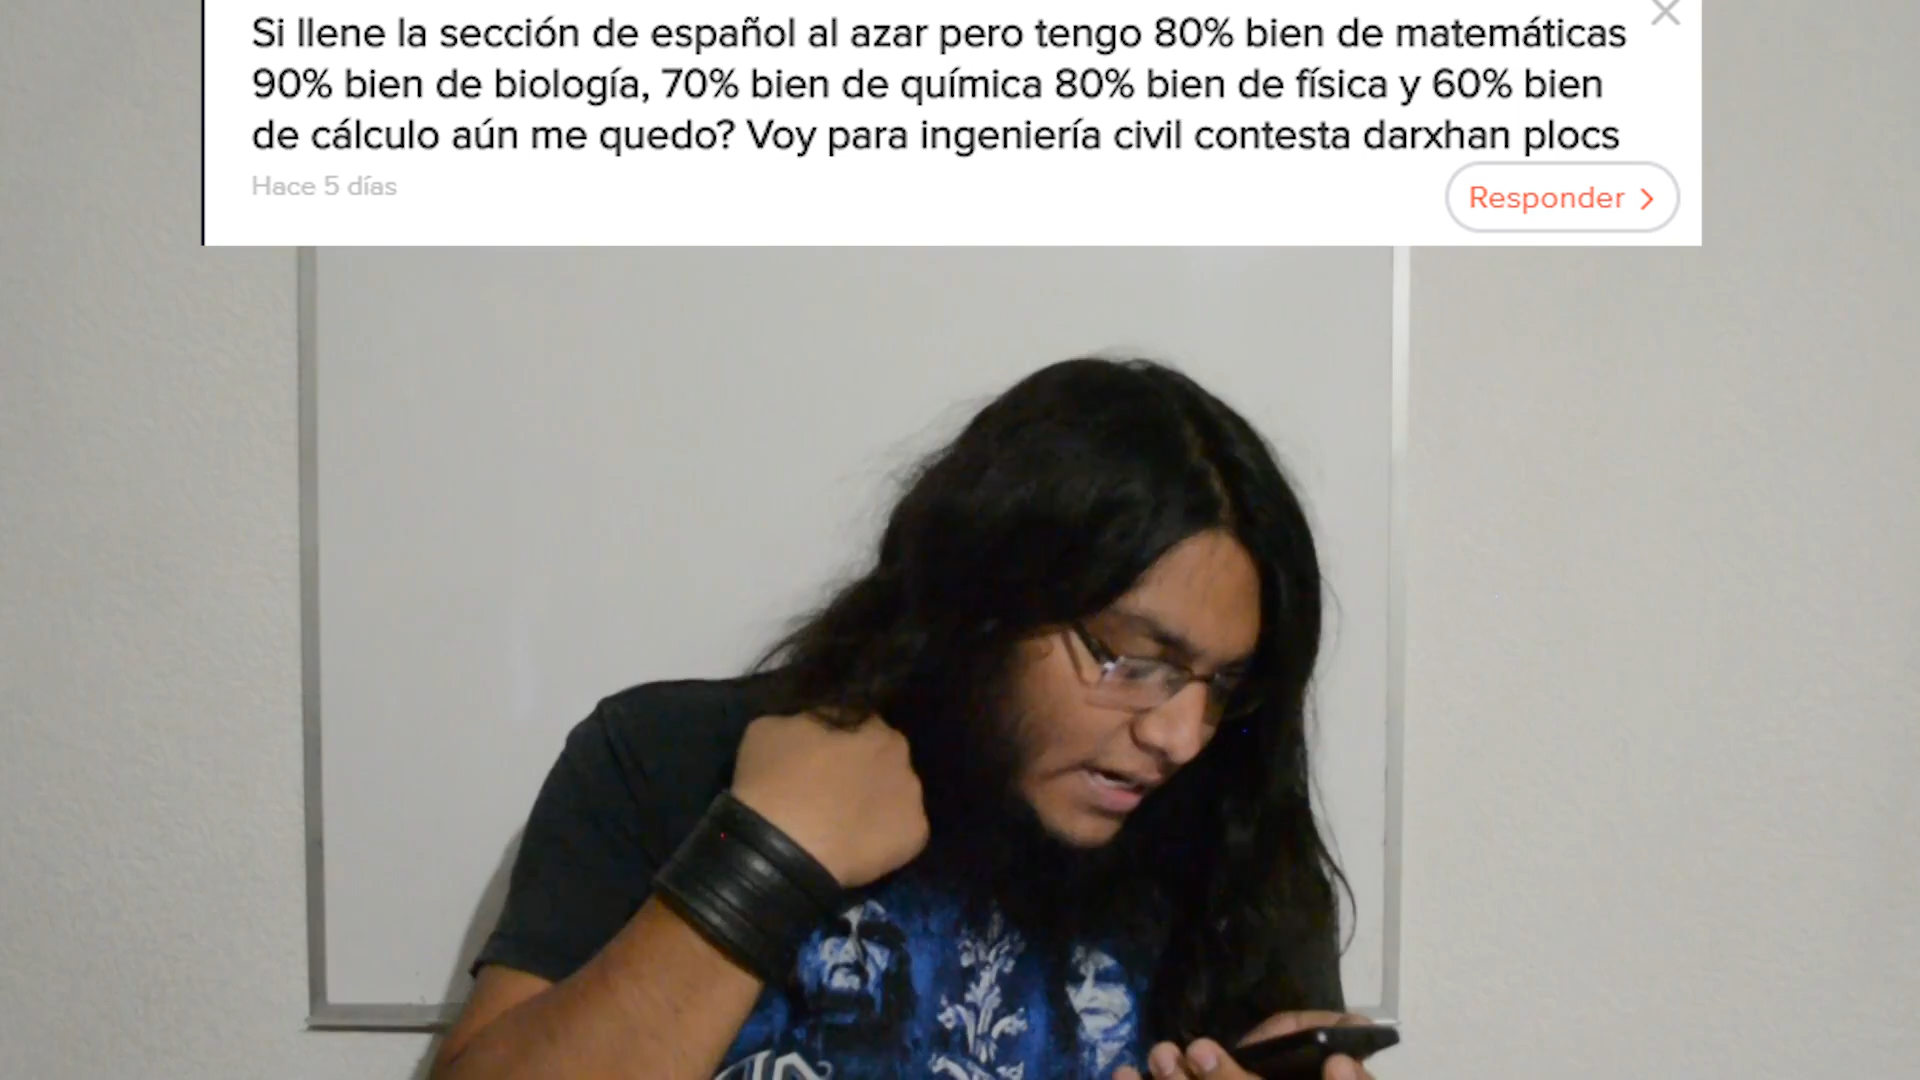 Si llene la sección de español al azar pero tengo 80% bien de matemáticas
90% bien de biología, 70% bien de química 80% bien de física y 60% bien
de cálculo aún me quedo? Voy para ingeniería civil contesta darxhan plocs
Hace 5 días
Responder